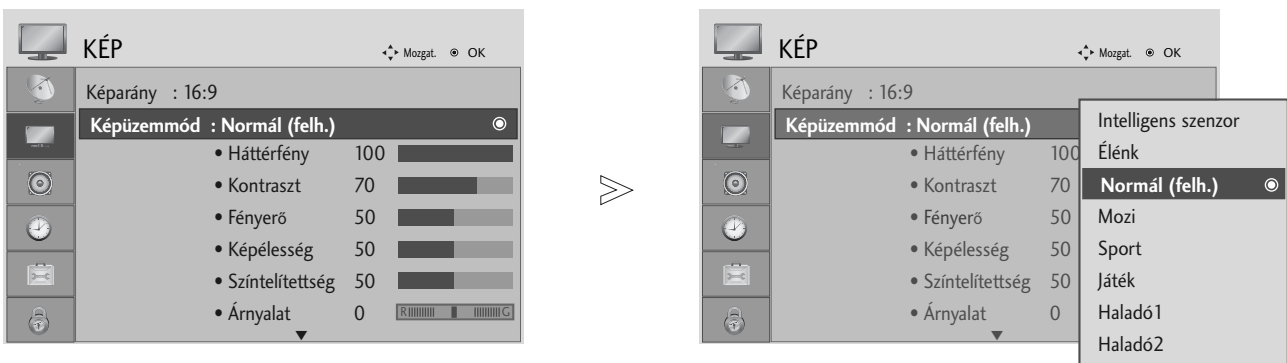 KÉP
Mozgat. OK
Képarány : 16:9
Képüzemmód : Normál (felh.)
• Háttérfény 100
• Kontraszt 70
• Fényerő 50
• Képélesség 50
• Színtelítettség 50
• Árnyalat 0 R G
KÉP
Mozgat. OK
Képarány : 16:9
Képüzemmód : Normál (felh.)
• Háttérfény 100
• Kontraszt 70
• Fényerő 50
• Képélesség 50
• Színtelítettség 50
• Árnyalat 0
Intelligens szenzor
Élénk
Normál (felh.)
Mozi
Sport
Játék
Haladó1
Haladó2